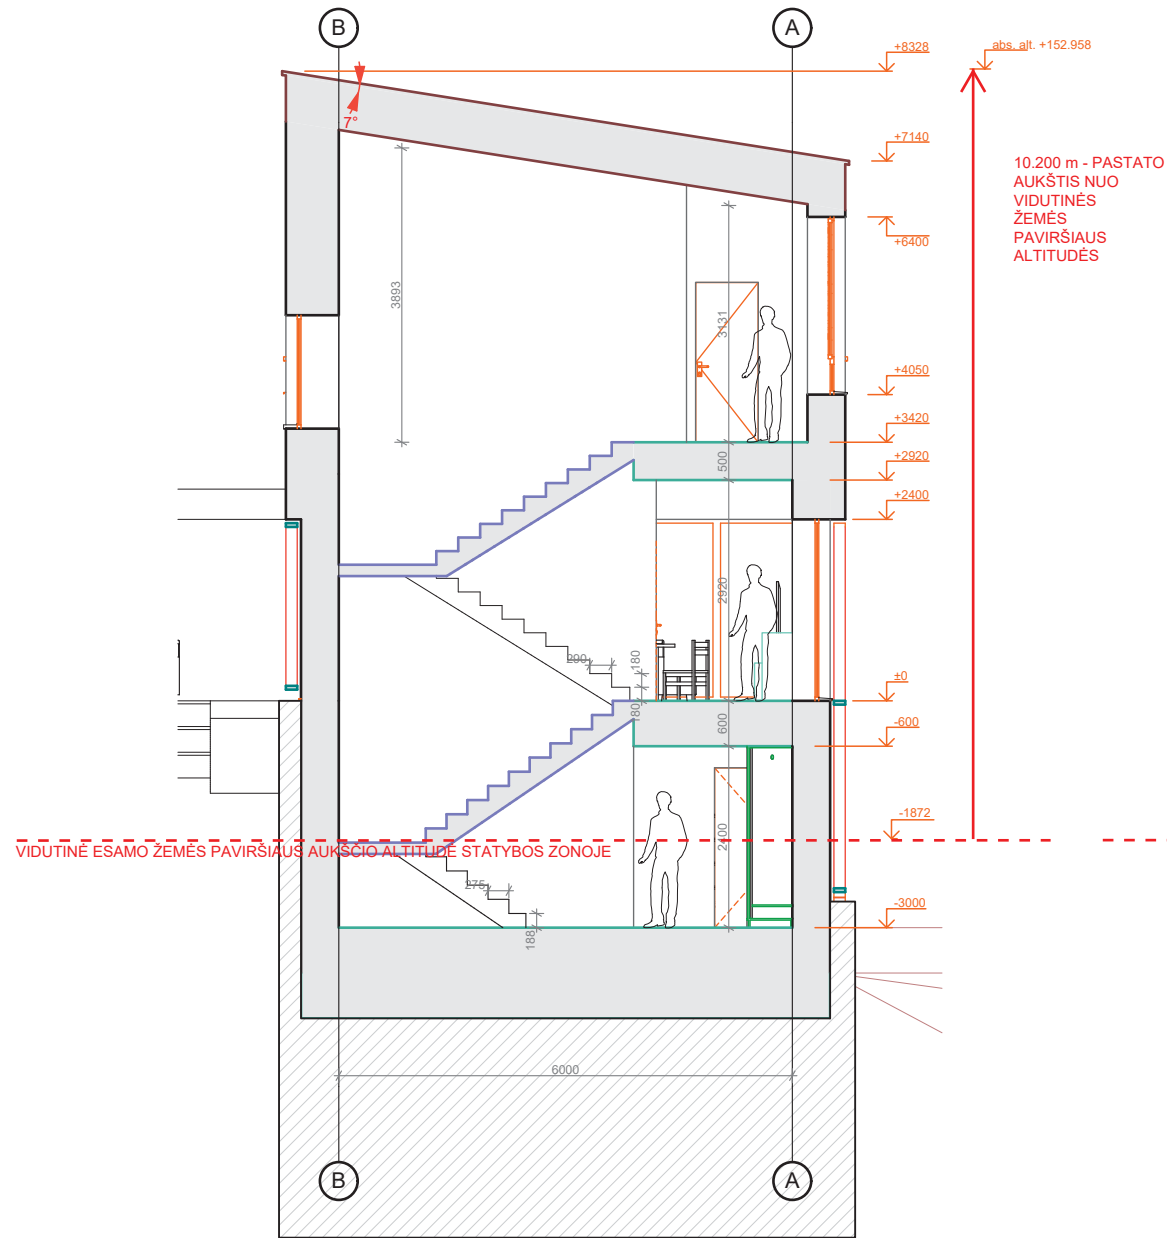 B
A
+8328
abs. alt. +152.958
7°
+7140
10.200 m - PASTATO
AUKŠTIS NUO
VIDUTINĖS
ŽEMĖS
PAVIRŠIAUS
ALTITUDĖS
+6400
3893
3131
+4050
+3420
500
+2920
+2400
2920
290
180
180
±0
600
-600
-1872
VIDUTINĖ ESAMO ŽEMĖS PAVIRŠIAUS AUKŠČIO ALTITUDĖ STATYBOS ZONOJE
2400
275
188
-3000
6000
B
A